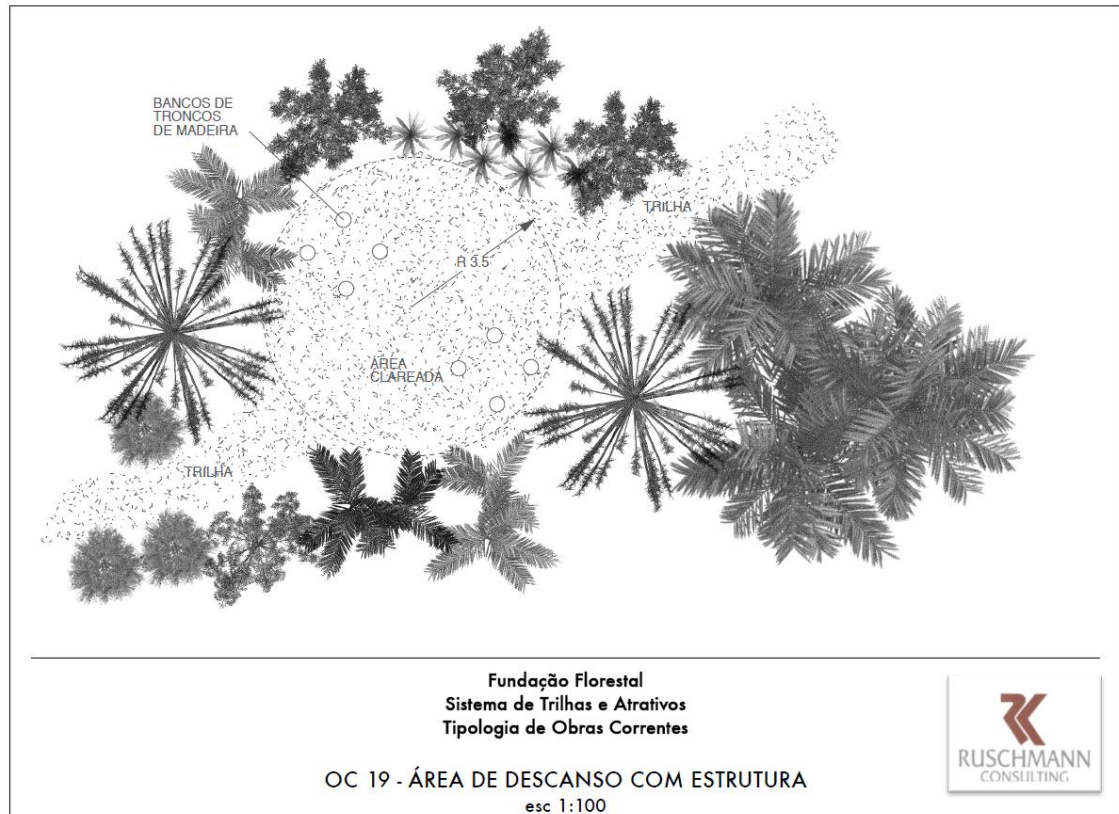 BANCOS DE
TRONCOS
DE MADEIRA
TRILHA
R 3.5
ÁREA
CLAREADA
TRILHA
Fundação Florestal
Sistema de Trilhas e Atrativos
Tipologia de Obras Correntes
OC 19 - ÁREA DE DESCANSO COM ESTRUTURA
esc 1:100
RUSCHMANN
CONSULTING